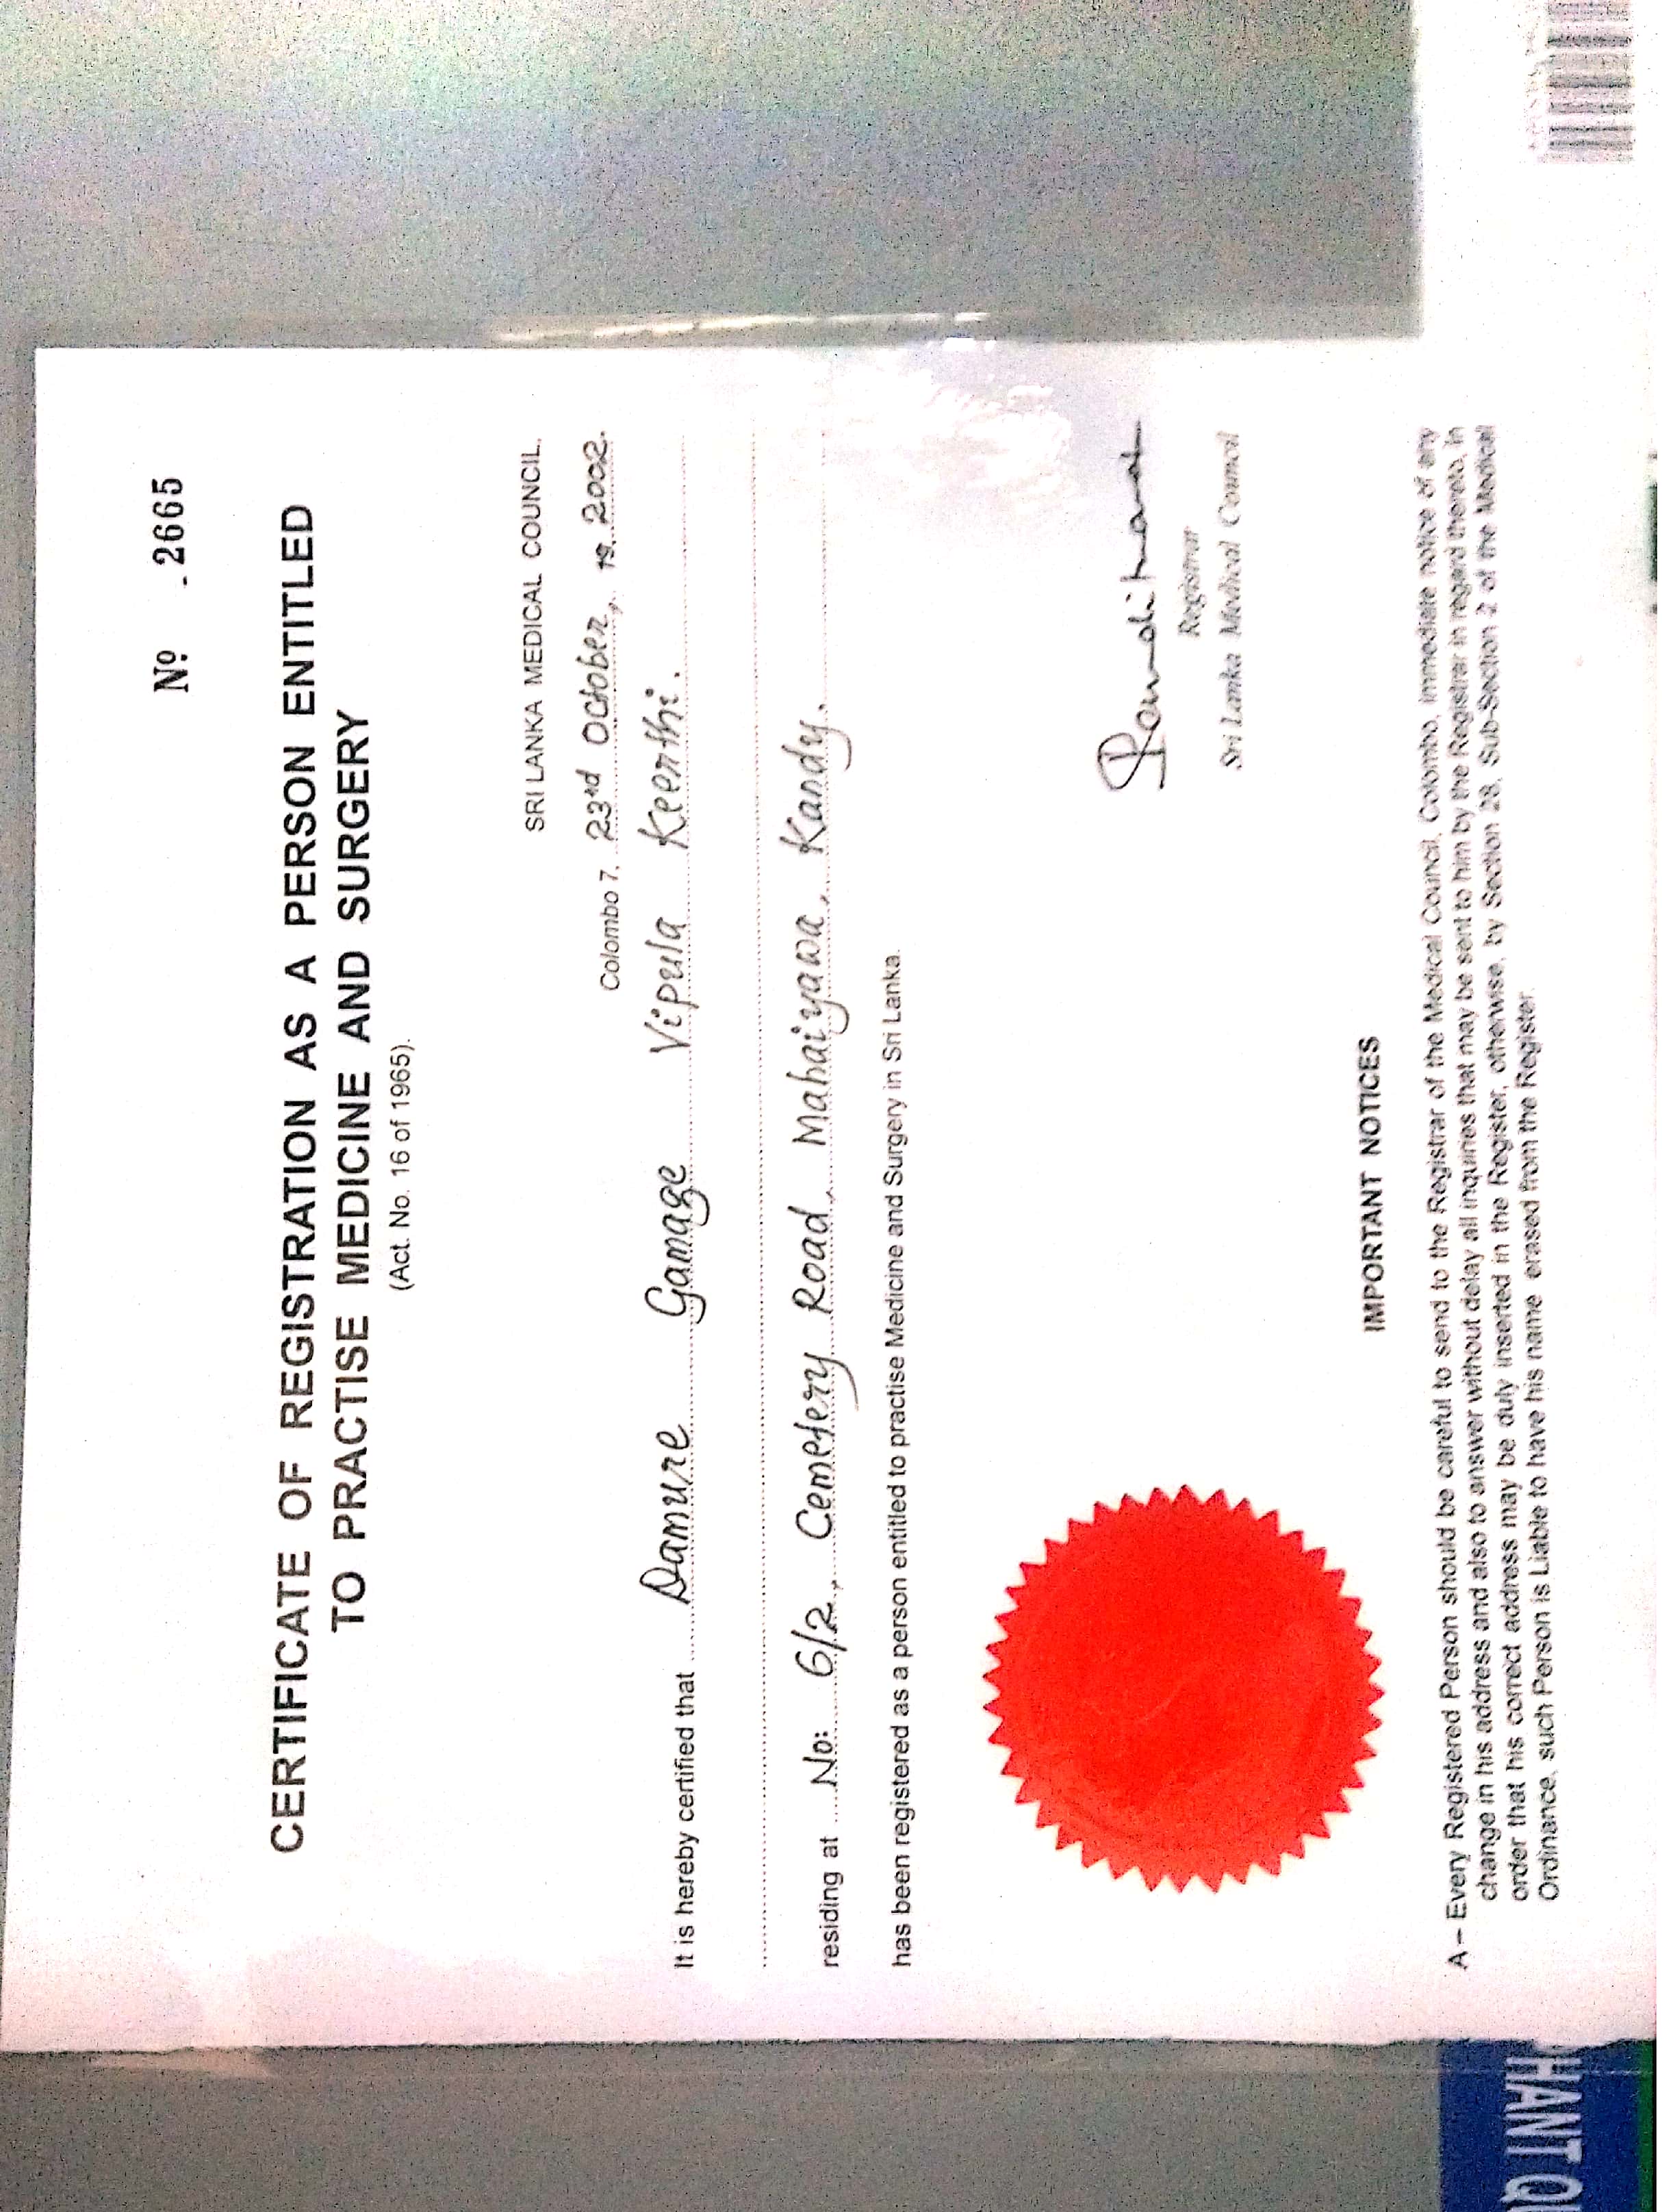 Nº 2665
CERTIFICATE OF REGISTRATION AS A PERSON ENTITLED
TO PRACTISE MEDICINE AND SURGERY
(Act. No. 16 of 1965).
SRI LANKA MEDICAL COUNCIL,
Colombo 7, 23rd October, 19 2002.
It is hereby certified that Damure Gamage Vipula Keerthi.
residing at No: 6/2, Cemetery Road, Mahaiyawa, Kandy.
has been registered as a person entitled to practise Medicine and Surgery in Sri Lanka.
Registrar
Sri Lanka Medical Council
IMPORTANT NOTICES
A – Every Registered Person should be careful to send to the Registrar of the Medical Council, Colombo, immediate notice of any
change in his address and also to answer without delay all inquiries that may be sent to him by the Registrar in regard thereto, in
order that his correct address may be duly inserted in the Register, otherwise, by Section 28, Sub-Section 2 of the Medical
Ordinance, such Person is Liable to have his name erased from the Register.
HANT